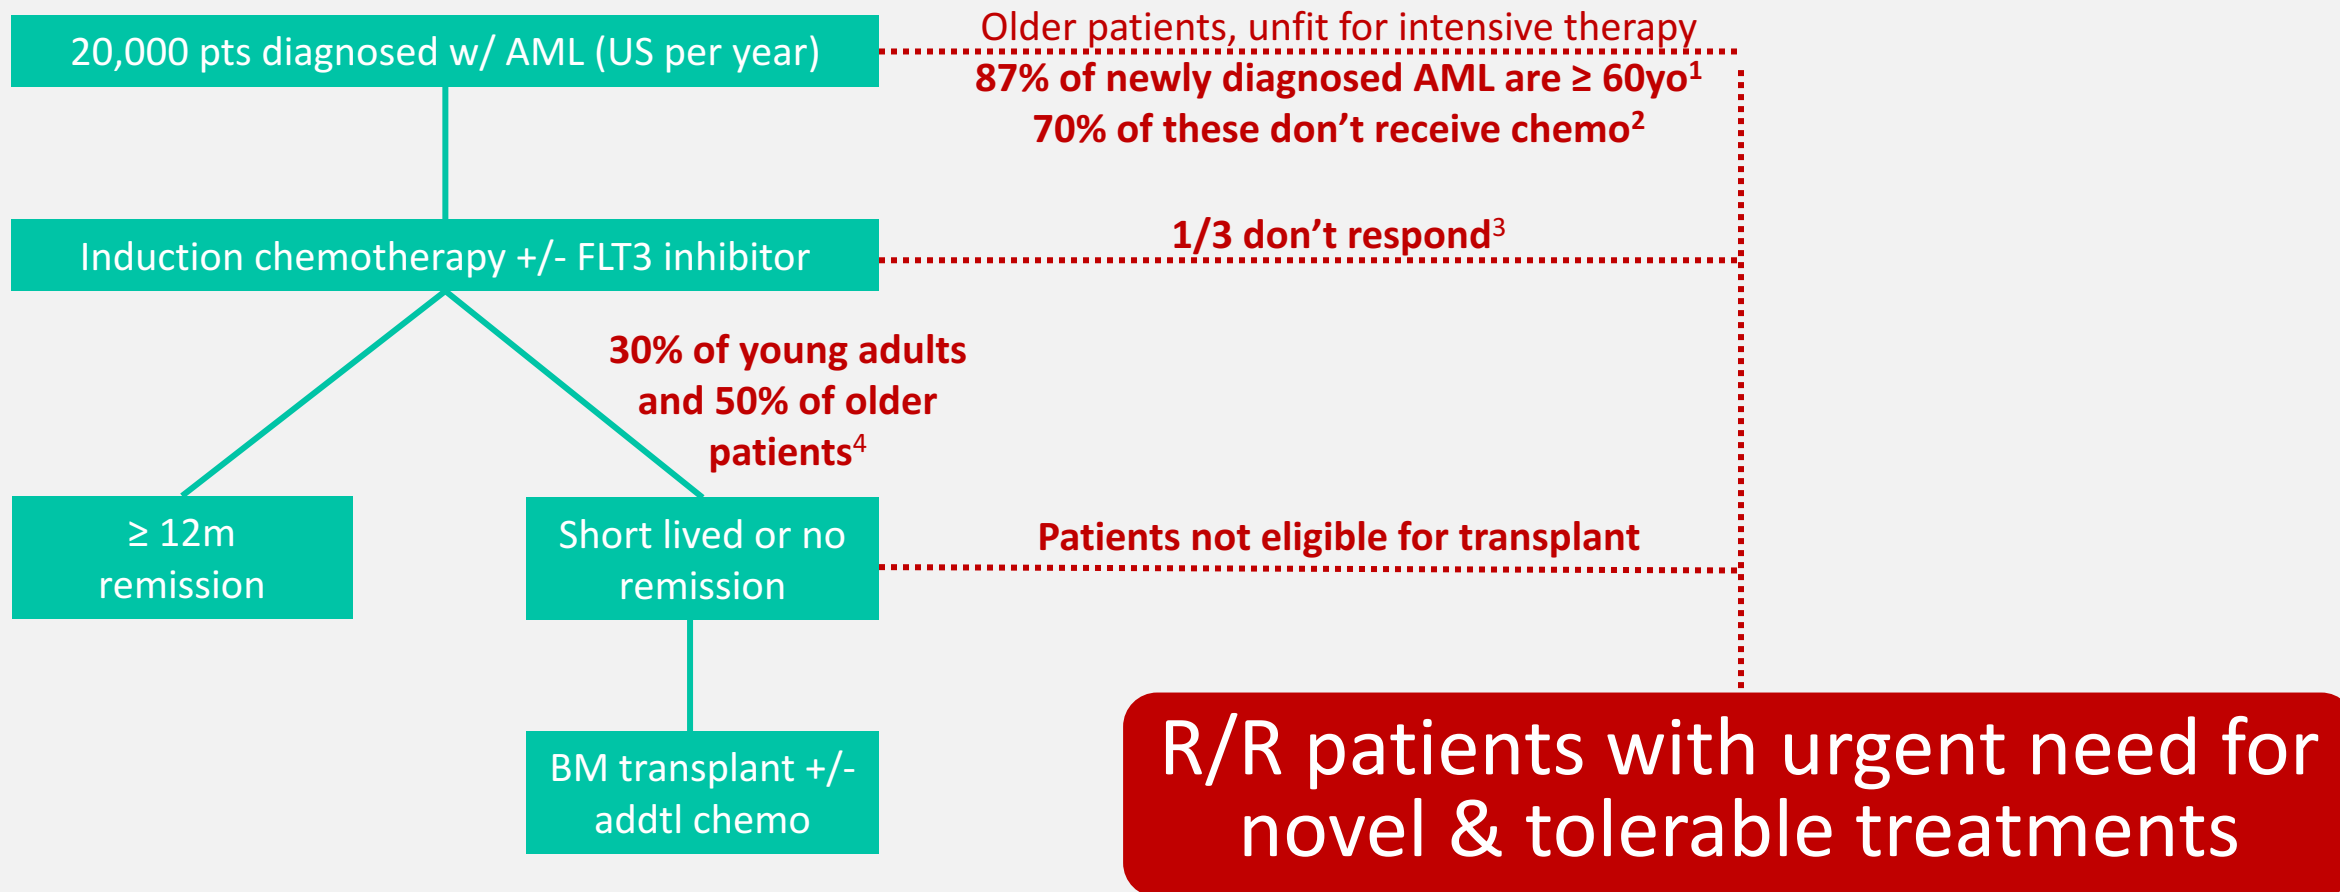 20,000 pts diagnosed w/ AML (US per year)
Older patients, unfit for intensive therapy
87% of newly diagnosed AML are ≥ 60yo¹
70% of these don’t receive chemo²
Induction chemotherapy +/- FLT3 inhibitor
1/3 don’t respond³
30% of young adults
and 50% of older
patients⁴
≥ 12m
remission
Short lived or no
remission
Patients not eligible for transplant
BM transplant +/-
addtl chemo
R/R patients with urgent need for
novel & tolerable treatments